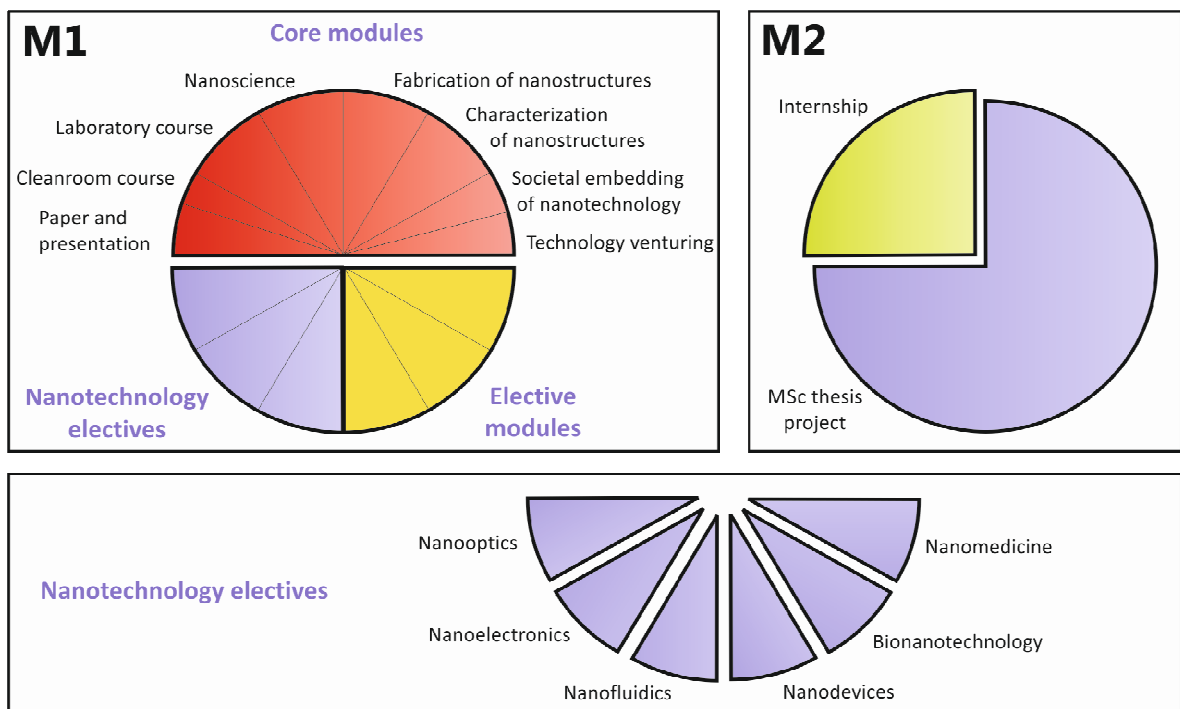 M1
Core modules
Nanoscience
Fabrication of nanostructures
Laboratory course
Characterization
of nanostructures
Cleanroom course
Societal embedding
of nanotechnology
Paper and
presentation
Technology venturing
Nanotechnology
electives
Elective
modules
M2
Internship
MSc thesis
project
Nanotechnology electives
Nanooptics
Nanoelectronics
Nanofluidics
Nanodevices
Bionanotechnology
Nanomedicine